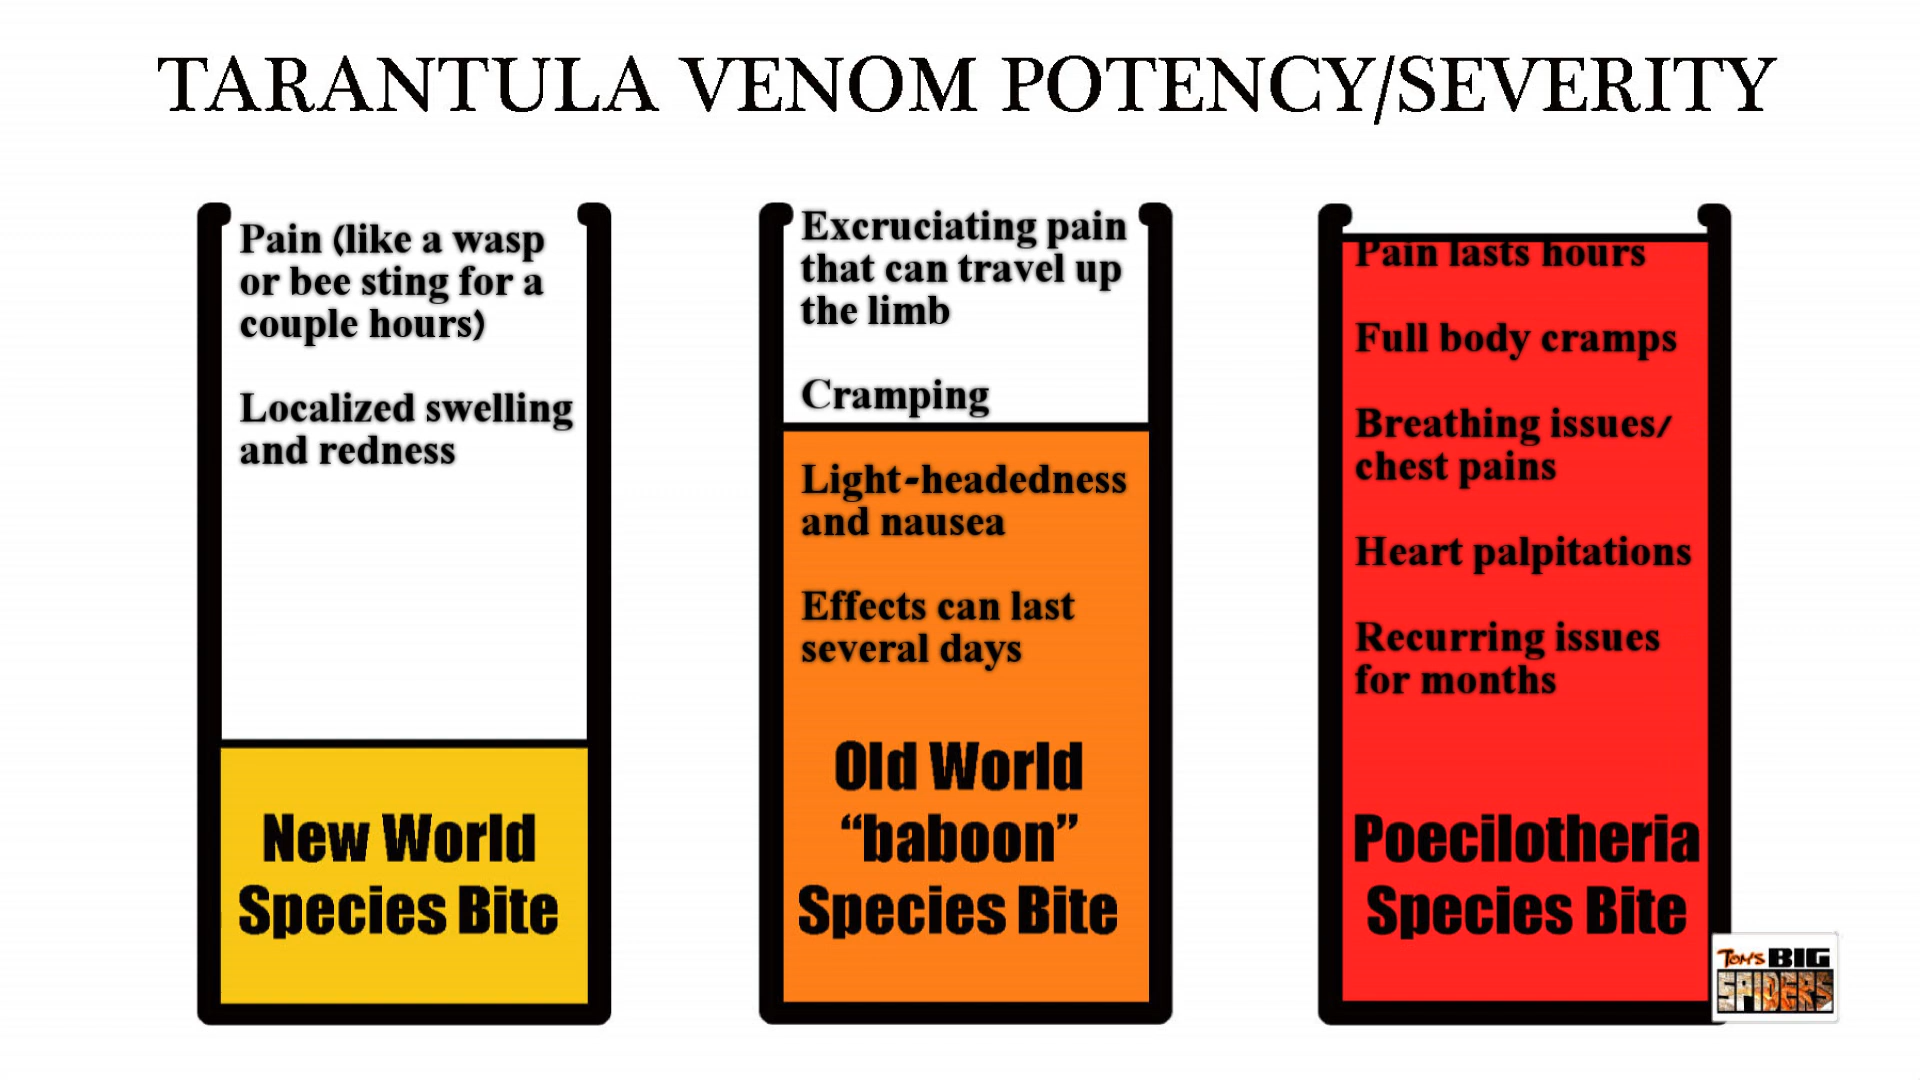 TARANTULA VENOM POTENCY/SEVERITY
Pain (like a wasp
or bee sting for a
couple hours)
Localized swelling
and redness
New World
Species Bite
Excruciating pain
that can travel up
the limb
Cramping
Light-headedness
and nausea
Effects can last
several days
Old World
“baboon”
Species Bite
Pain lasts hours
Full body cramps
Breathing issues/
chest pains
Heart palpitations
Recurring issues
for months
Poecilotheria
Species Bite
TOM'S BIG
SPIDERS